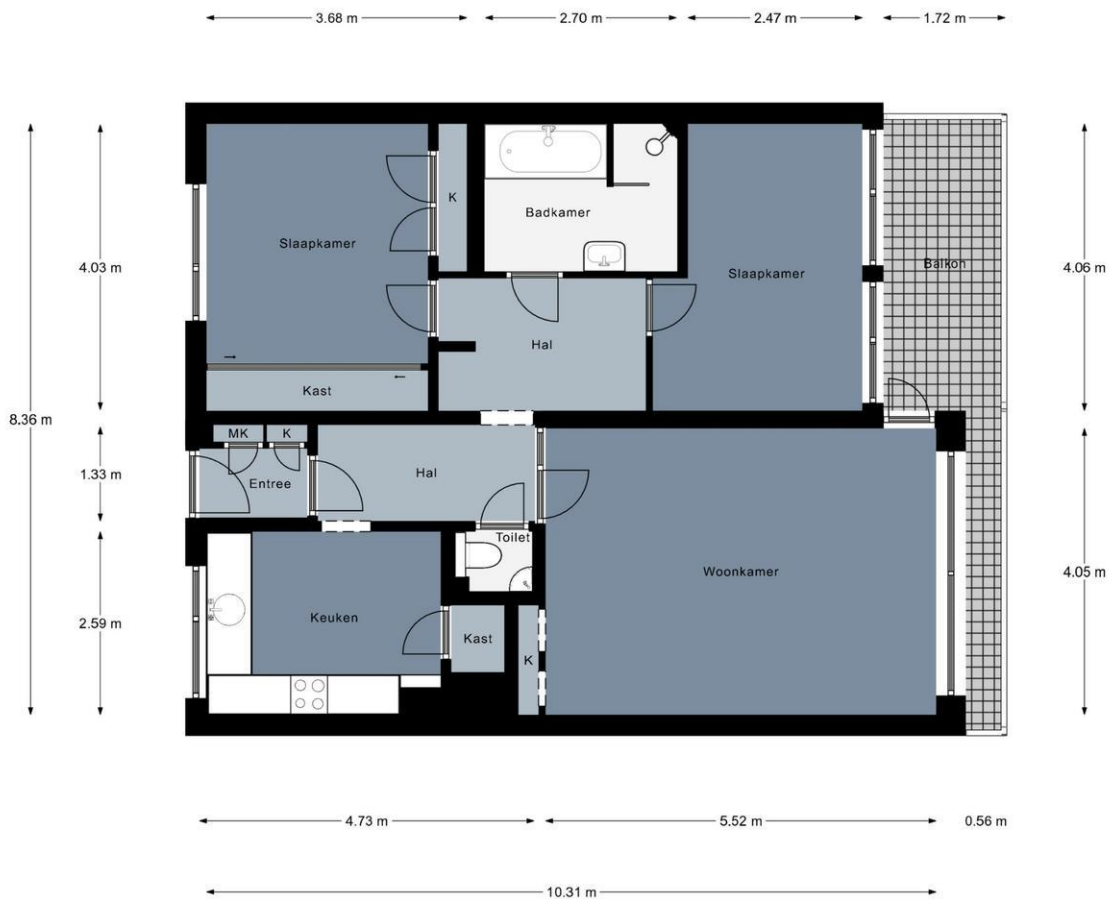 3.68 m
2.70 m
2.47 m
1.72 m
8.36 m
4.03 m
1.33 m
2.59 m
Slaapkamer
K
Badkamer
Slaapkamer
Balkon
Hal
Kast
MK
K
Entree
Hal
Toilet
Woonkamer
Keuken
Kast
K
4.06 m
4.05 m
4.73 m
5.52 m
0.56 m
10.31 m